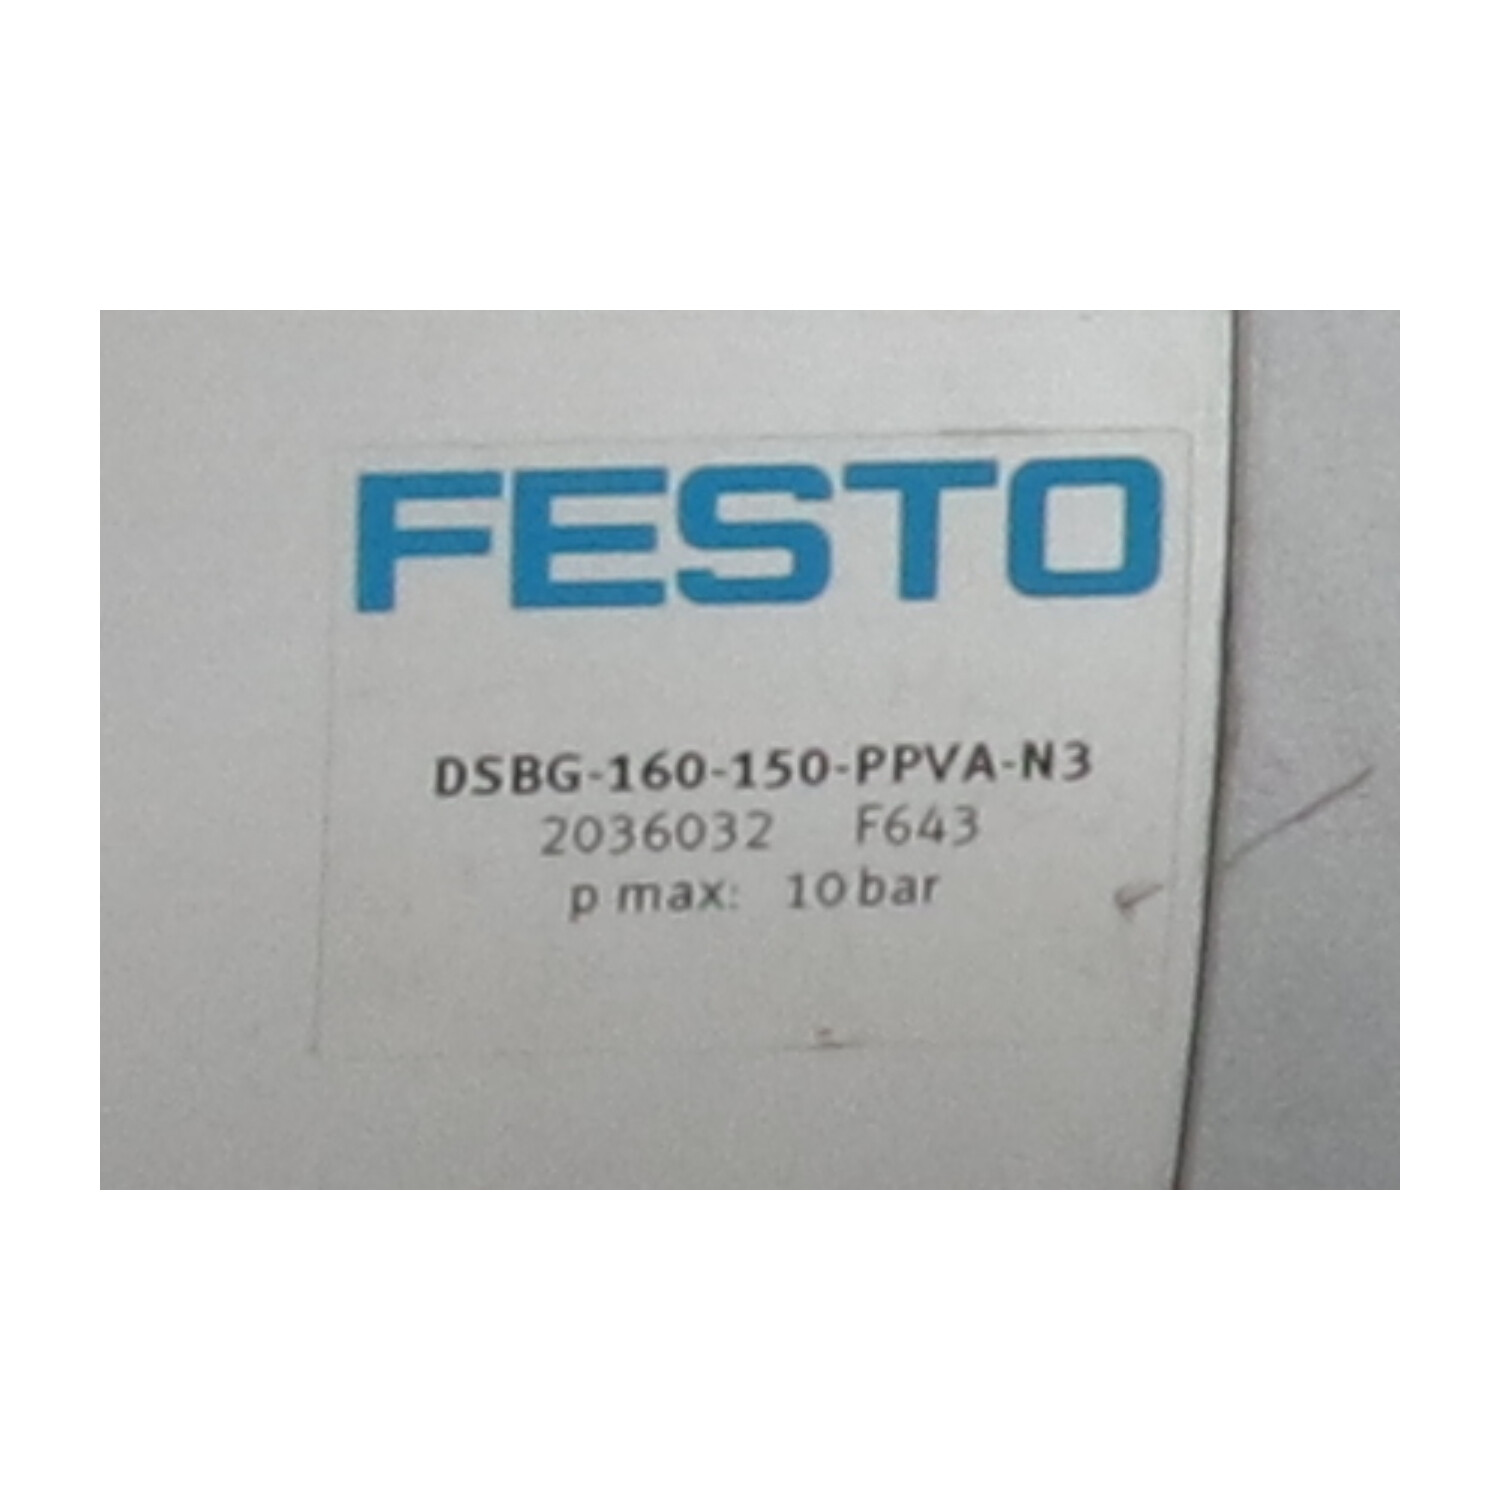 FESTO
DSBG-160-150-PPVA-N3
2036032 F643
p max: 10 bar